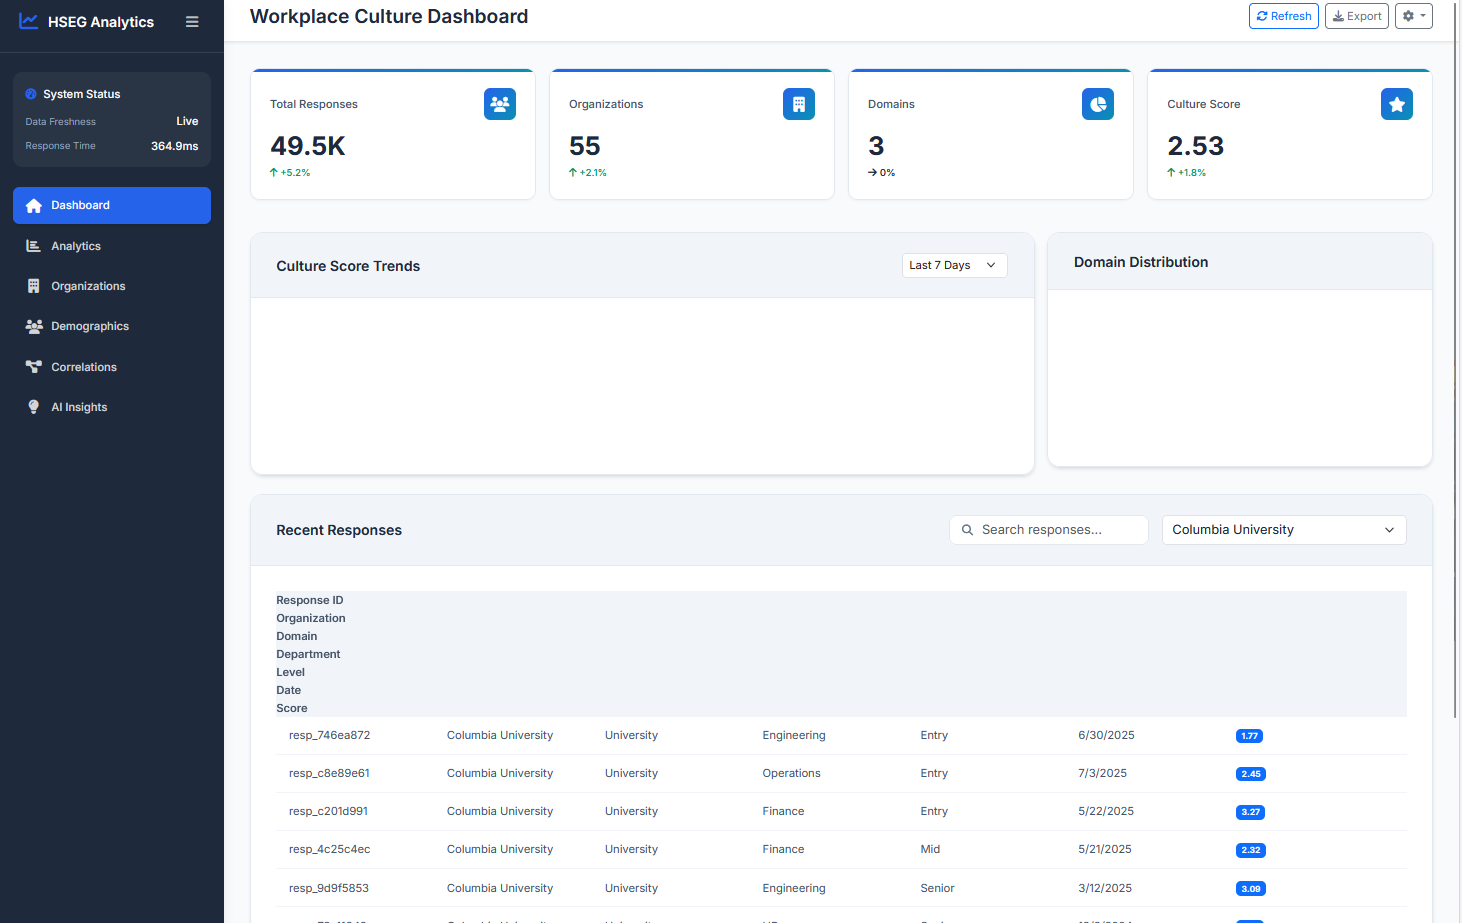 HSEG Analytics
System Status
Data Freshness Live
Response Time 364.9ms
Dashboard
Analytics
Organizations
Demographics
Correlations
AI Insights
Workplace Culture Dashboard
Refresh
Export
Total Responses
49.5K
+5.2%
Organizations
55
+2.1%
Domains
3
0%
Culture Score
2.53
+1.8%
Culture Score Trends
Last 7 Days
Domain Distribution
Recent Responses
Search responses...
Columbia University
Response ID
Organization
Domain
Department
Level
Date
Score
resp_746ea872 Columbia University University Engineering Entry 6/30/2025 1.77
resp_c8e89e61 Columbia University University Operations Entry 7/3/2025 2.45
resp_c201d991 Columbia University University Finance Entry 5/22/2025 3.27
resp_4c25c4ec Columbia University University Finance Mid 5/21/2025 2.32
resp_9d9f5853 Columbia University University Engineering Senior 3/12/2025 3.09